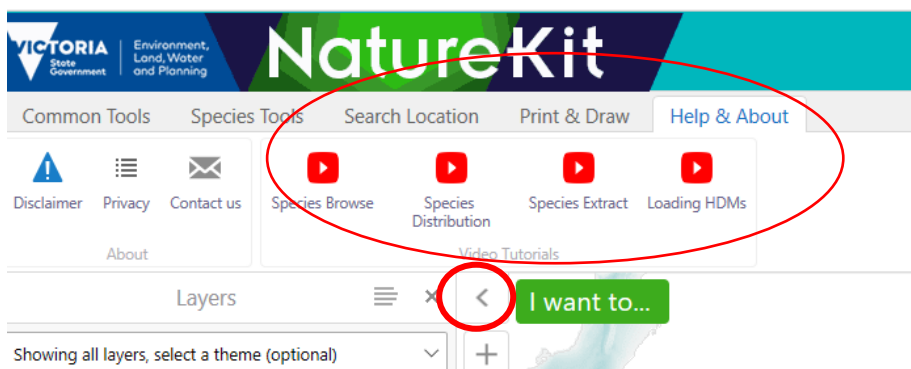 VICTORIA
State
Government
Environment,
Land, Water
and Planning
NatureKit
Common Tools Species Tools Search Location Print & Draw Help & About
Disclaimer Privacy Contact us Species Browse Species Distribution Species Extract Loading HDMs
About Video Tutorials
Layers I want to...
Showing all layers, select a theme (optional)